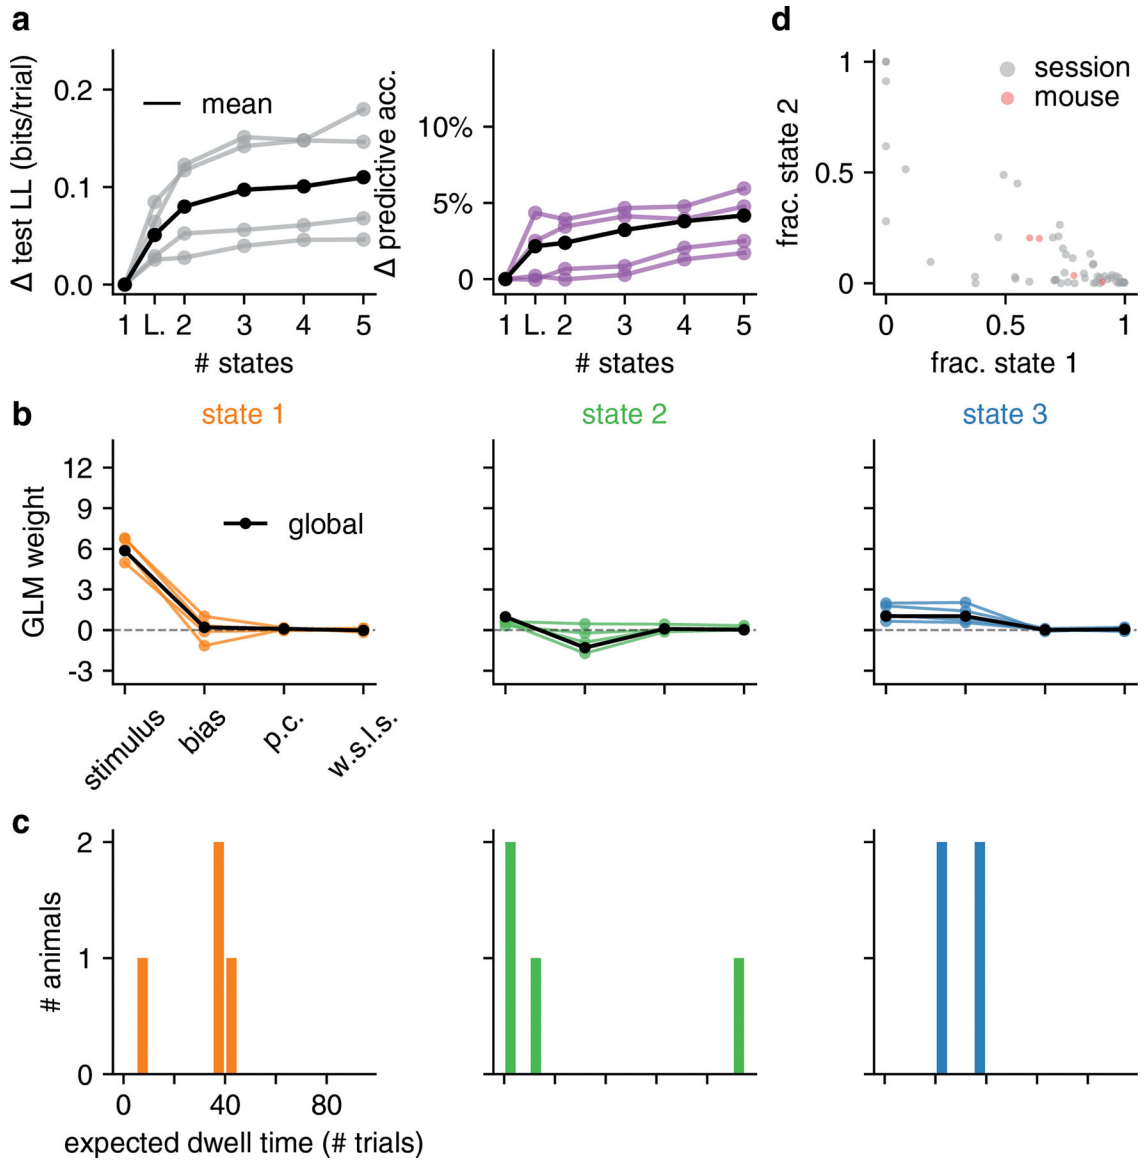 a
Δ test LL (bits/trial)
0.2
0.1
0.0
mean
1 L. 2 3 4 5
# states
Δ predictive acc.
10%
5%
0
1 L. 2 3 4 5
# states
d
frac. state 2
1
0.5
0
session
mouse
0 0.5 1
frac. state 1
b
state 1
state 2
state 3
GLM weight
12
9
6
3
0
-3
global
stimulus
bias
p.c.
w.s.l.s.
c
# animals
2
1
0
0 40 80
expected dwell time (# trials)